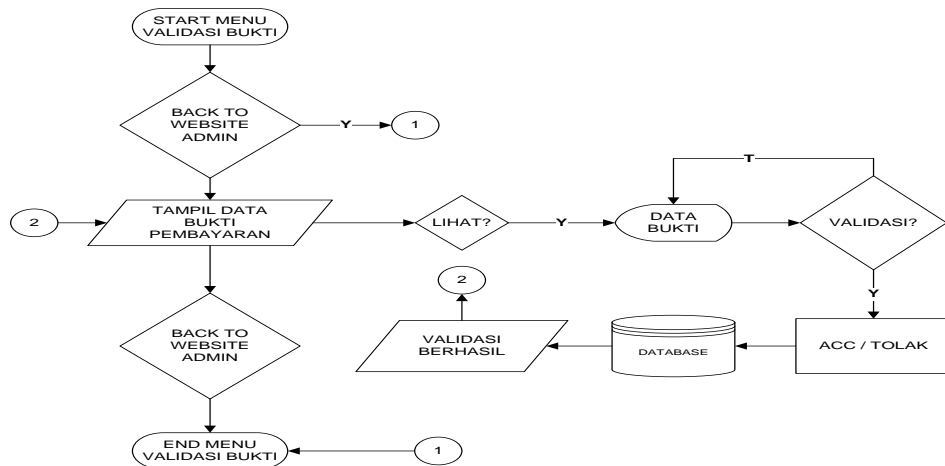 START MENU
VALIDASI BUKTI
BACK TO
WEBSITE
ADMIN
Y
1
2
TAMPIL DATA
BUKTI
PEMBAYARAN
LIHAT?
Y
DATA
BUKTI
T
VALIDASI?
Y
ACC / TOLAK
DATABASE
VALIDASI
BERHASIL
2
BACK TO
WEBSITE
ADMIN
END MENU
VALIDASI BUKTI
1